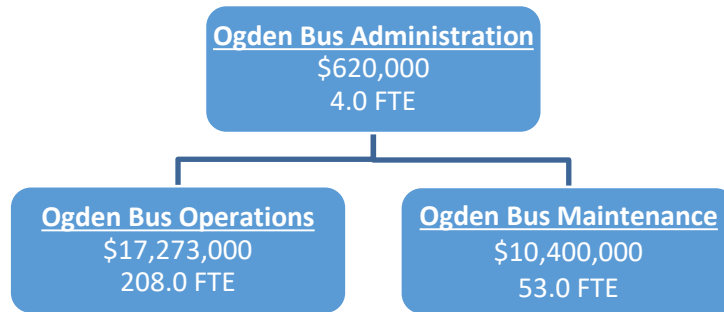 Ogden Bus Administration
$620,000
4.0 FTE
Ogden Bus Operations
$17,273,000
208.0 FTE
Ogden Bus Maintenance
$10,400,000
53.0 FTE